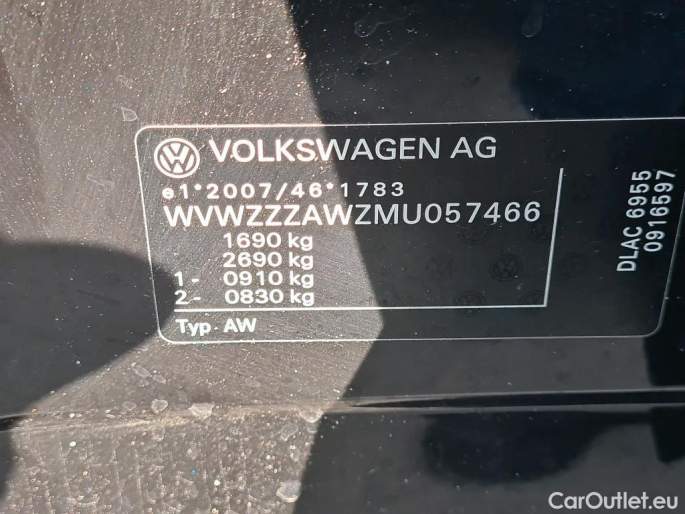 VOLKSWAGEN AG
e1*2007/46*1783
WVWZZZAWZMU057466
1690 kg
2690 kg
1- 0910 kg
2- 0830 kg
Typ AW
DLAC 6955
0916597
CarOutlet.eu